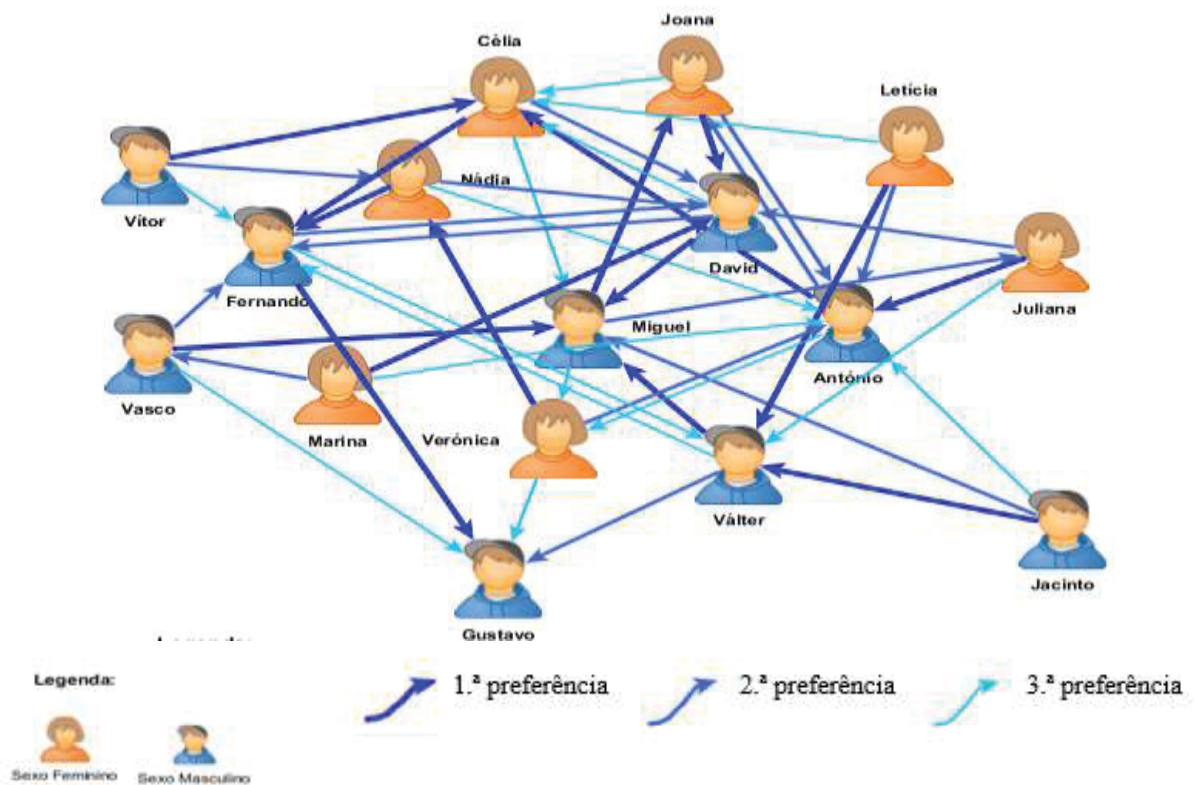 Joana
Célia
Letícia
Nádia
Vítor
David
Fernando
Juliana
Miguel
António
Vasco
Marina
Verónica
Válter
Jacinto
Gustavo
Legenda:
1.ª preferência
2.ª preferência
3.ª preferência
Sexo Feminino
Sexo Masculino